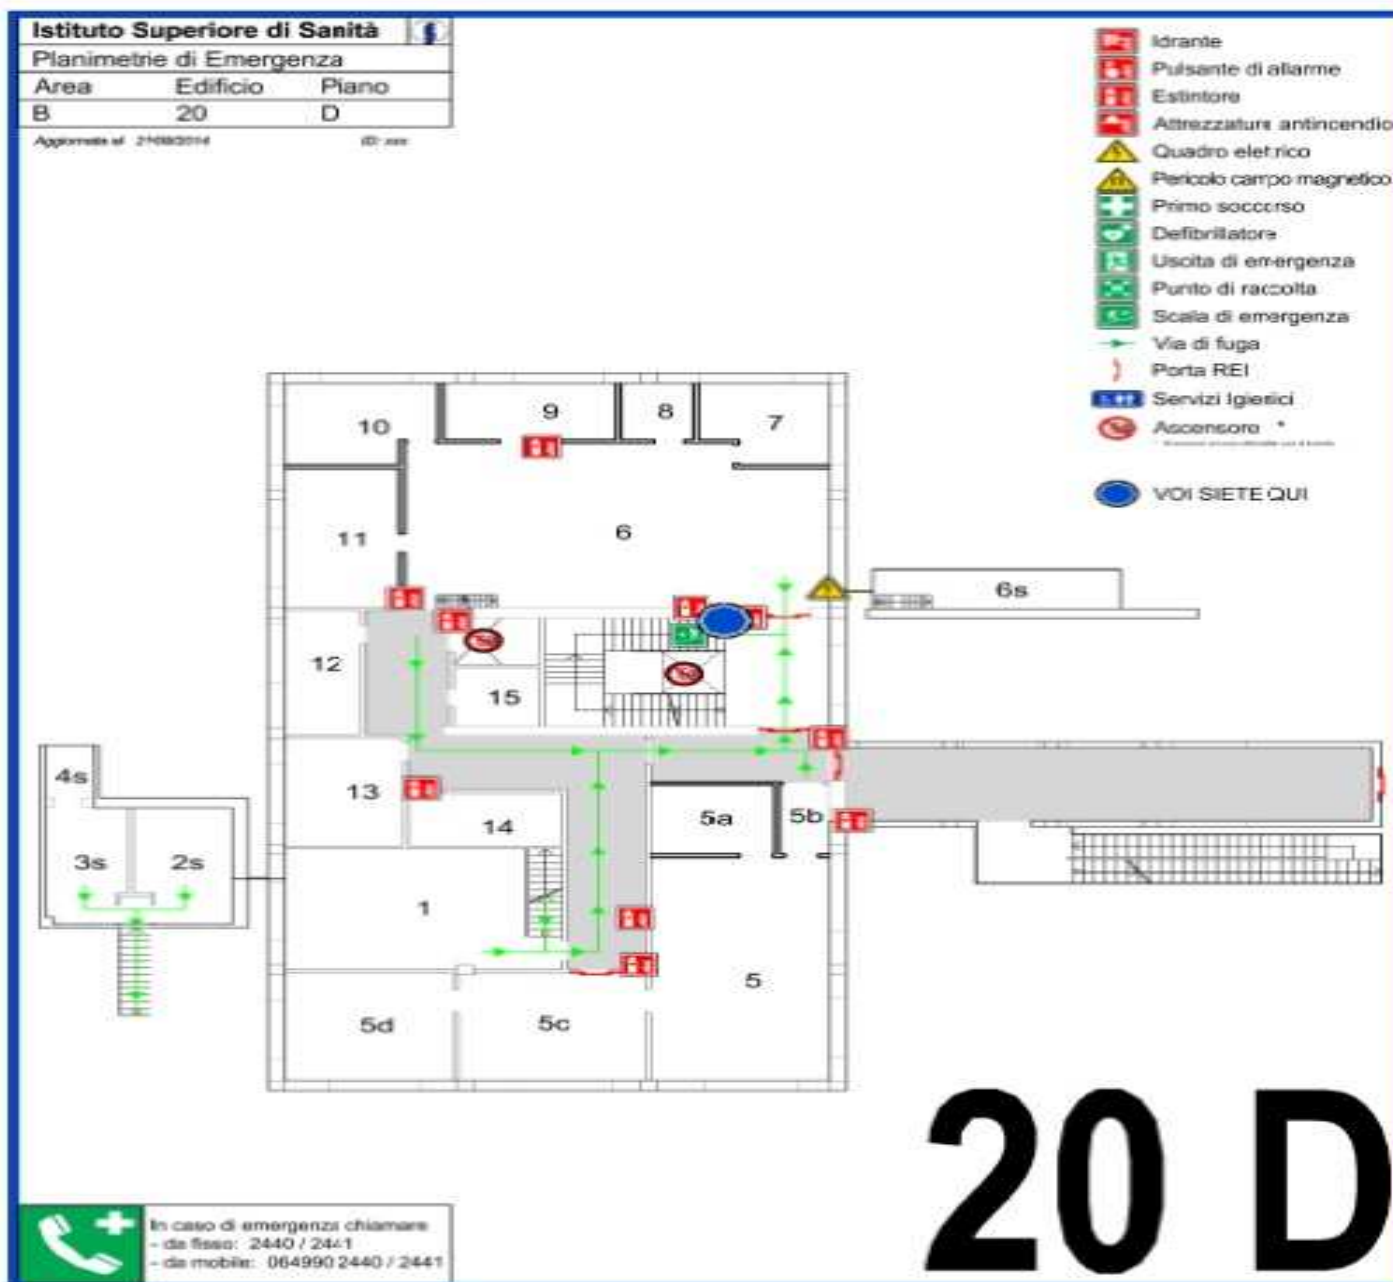 Istituto Superiore di Sanità
Planimetrie di Emergenza
Area Edificio Piano
B 20 D
Aggiornata al
Idrante
Pulsante di allarme
Estintore
Attrezzature antincendio
Quadro elettrico
Pericolo campo magnetico
Primo soccorso
Defibrillatore
Uscita di emergenza
Punto di raccolta
Scala di emergenza
Via di fuga
Porta REI
Servizi Igienici
Ascensore *
VOI SIETE QUI
10
9
8
7
11
6
6s
12
15
4s
13
14
5a
5b
3s
2s
1
5
5d
5c
20 D
In caso di emergenza chiamare
- da fisso: 2440 / 2441
- da mobile: 064990 2440 / 2441